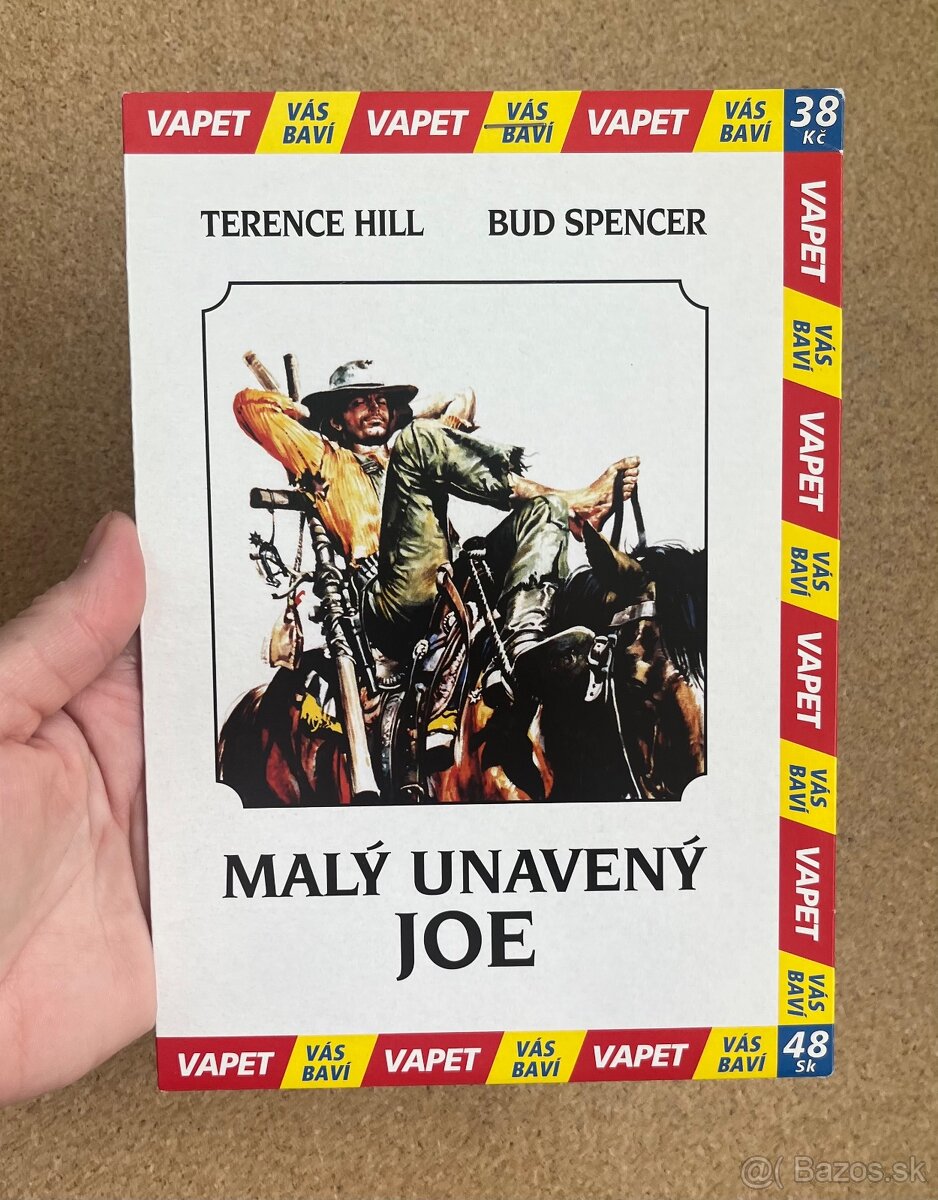 VAPET VÁS BAVÍ VAPET VÁS BAVÍ VAPET VÁS BAVÍ 38 Kč
TERENCE HILL BUD SPENCER
VAPET
VÁS BAVÍ
VAPET
VÁS BAVÍ
VAPET
VÁS BAVÍ
VAPET
VÁS BAVÍ
MALÝ UNAVENÝ
JOE
VAPET VÁS BAVÍ VAPET VÁS BAVÍ VAPET VÁS BAVÍ 48 Sk
@( Bazos.sk